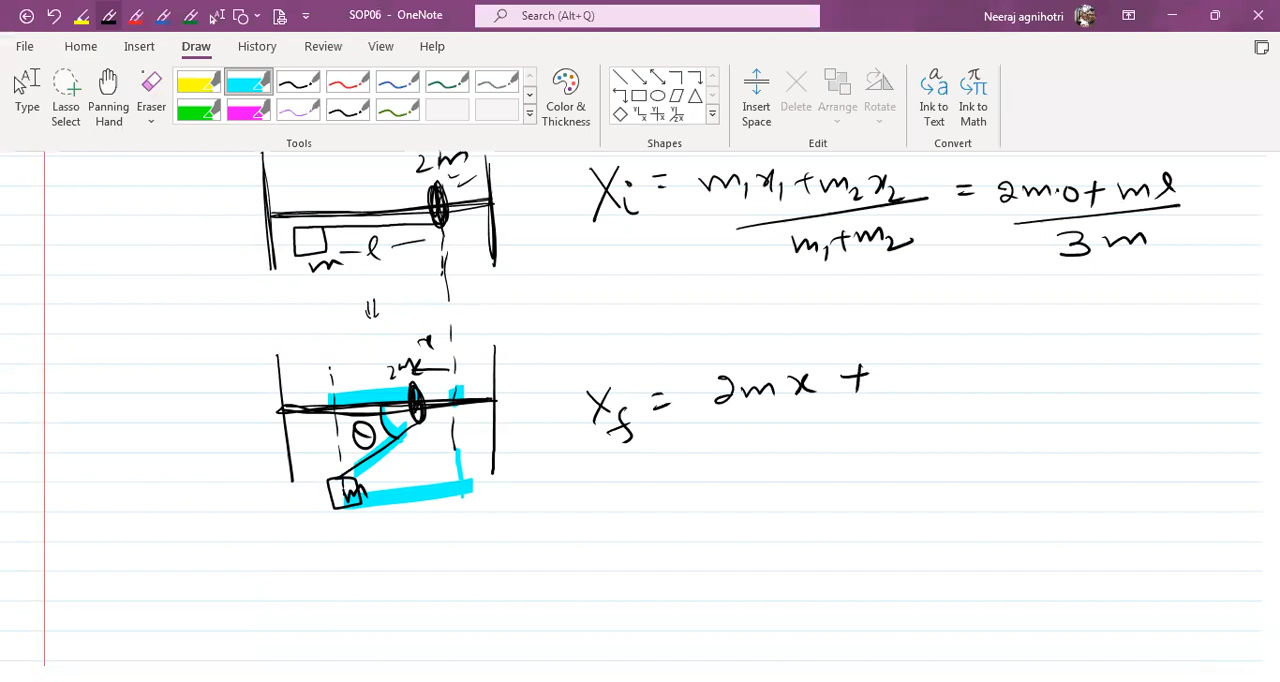 SOP06 - OneNote
Search (Alt+Q)
Neeraj agnihotri
File Home Insert Draw History Review View Help
Type
Lasso Select
Panning Hand
Eraser
Color & Thickness
Insert Space
Delete
Arrange
Rotate
Ink to Text
Ink to Math
Tools
Shapes
Edit
Convert
2m
Xi = m₁x₁+m₂x₂ / m₁+m₂ = 2m·0+ml / 3m
m
l
x
2m
θ
m
Xf = 2mx +